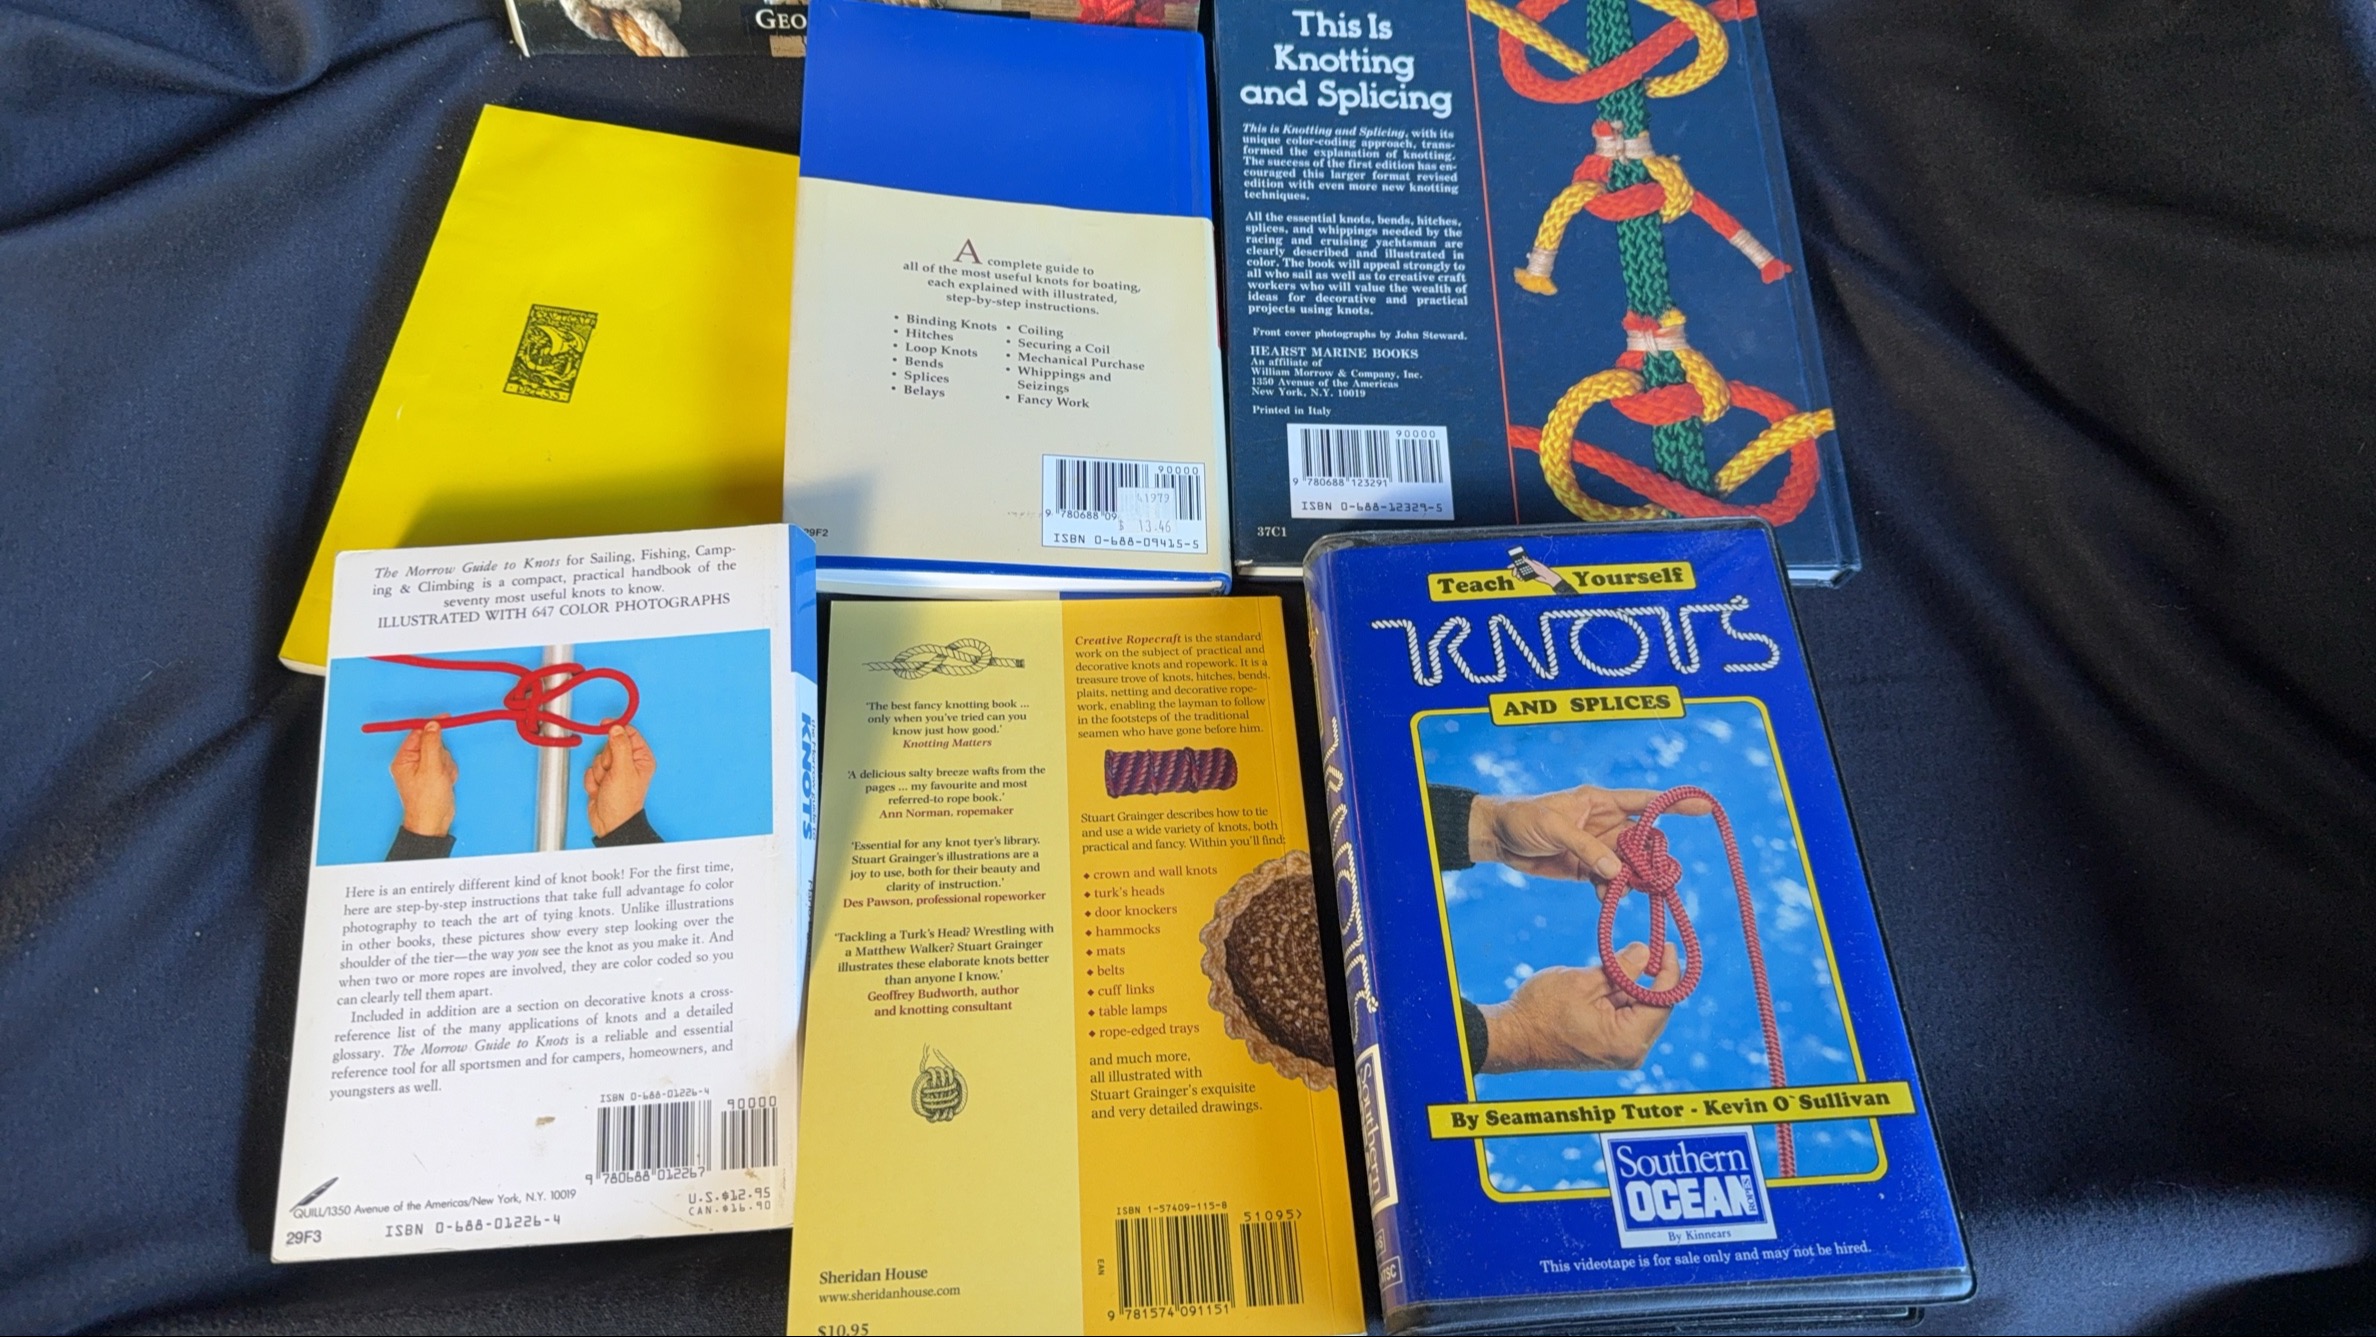 GEO
A complete guide to
all of the most useful knots for boating,
each explained with illustrated,
step-by-step instructions.
• Binding Knots
• Hitches
• Loop Knots
• Bends
• Splices
• Belays
• Coiling
• Securing a Coil
• Mechanical Purchase
• Whippings and
Seizings
• Fancy Work
90000
41979
9 780688 09
$ 13.46
ISBN 0-688-09415-5
29F2
This Is
Knotting
and Splicing
This is Knotting and Splicing, with its
unique color-coding approach, trans-
formed the explanation of knotting.
The success of the first edition has en-
couraged this larger format revised
edition with even more new knotting
techniques.
All the essential knots, bends, hitches,
splices, and whippings needed by the
racing and cruising yachtsman are
clearly described and illustrated in
color. The book will appeal strongly to
all who sail as well as to creative craft
workers who will value the wealth of
ideas for decorative and practical
projects using knots.
Front cover photographs by John Steward.
HEARST MARINE BOOKS
An affiliate of
William Morrow & Company, Inc.
1350 Avenue of the Americas
New York, N.Y. 10019
Printed in Italy
90000
9 780688 123291
ISBN 0-688-12329-5
37C1
The Morrow Guide to Knots for Sailing, Fishing, Camp-
ing & Climbing is a compact, practical handbook of the
seventy most useful knots to know.
ILLUSTRATED WITH 647 COLOR PHOTOGRAPHS
Here is an entirely different kind of knot book! For the first time,
here are step-by-step instructions that take full advantage fo color
photography to teach the art of tying knots. Unlike illustrations
in other books, these pictures show every step looking over the
shoulder of the tier—the way you see the knot as you make it. And
when two or more ropes are involved, they are color coded so you
can clearly tell them apart.
Included in addition are a section on decorative knots a cross-
reference list of the many applications of knots and a detailed
glossary. The Morrow Guide to Knots is a reliable and essential
reference tool for all sportsmen and for campers, homeowners, and
youngsters as well.
ISBN 0-688-01226-4
90000
9 780688 012267
QUILL/1350 Avenue of the Americas/New York, N.Y. 10019
U.S.$12.95
CAN.$16.90
29F3
ISBN 0-688-01226-4
KNOTS
'The best fancy knotting book ...
only when you've tried can you
know just how good.'
Knotting Matters
'A delicious salty breeze wafts from the
pages ... my favourite and most
referred-to rope book.'
Ann Norman, ropemaker
'Essential for any knot tyer's library.
Stuart Grainger's illustrations are a
joy to use, both for their beauty and
clarity of instruction.'
Des Pawson, professional ropeworker
'Tackling a Turk's Head? Wrestling with
a Matthew Walker? Stuart Grainger
illustrates these elaborate knots better
than anyone I know.'
Geoffrey Budworth, author
and knotting consultant
Sheridan House
www.sheridanhouse.com
$10.95
Creative Ropecraft is the standard
work on the subject of practical and
decorative knots and ropework. It is a
treasure trove of knots, hitches, bends,
plaits, netting and decorative rope-
work, enabling the layman to follow
in the footsteps of the traditional
seamen who have gone before him.
Stuart Grainger describes how to tie
and use a wide variety of knots, both
practical and fancy. Within you'll find:
◆ crown and wall knots
◆ turk's heads
◆ door knockers
◆ hammocks
◆ mats
◆ belts
◆ cuff links
◆ table lamps
◆ rope-edged trays
and much more,
all illustrated with
Stuart Grainger's exquisite
and very detailed drawings.
ISBN 1-57409-115-8
51095>
EAN
9 781574 091151
Teach Yourself
KNOTS
AND SPLICES
By Seamanship Tutor - Kevin O`Sullivan
Southern
OCEAN
ROPES
By Kinnears
This videotape is for sale only and may not be hired.
Southern